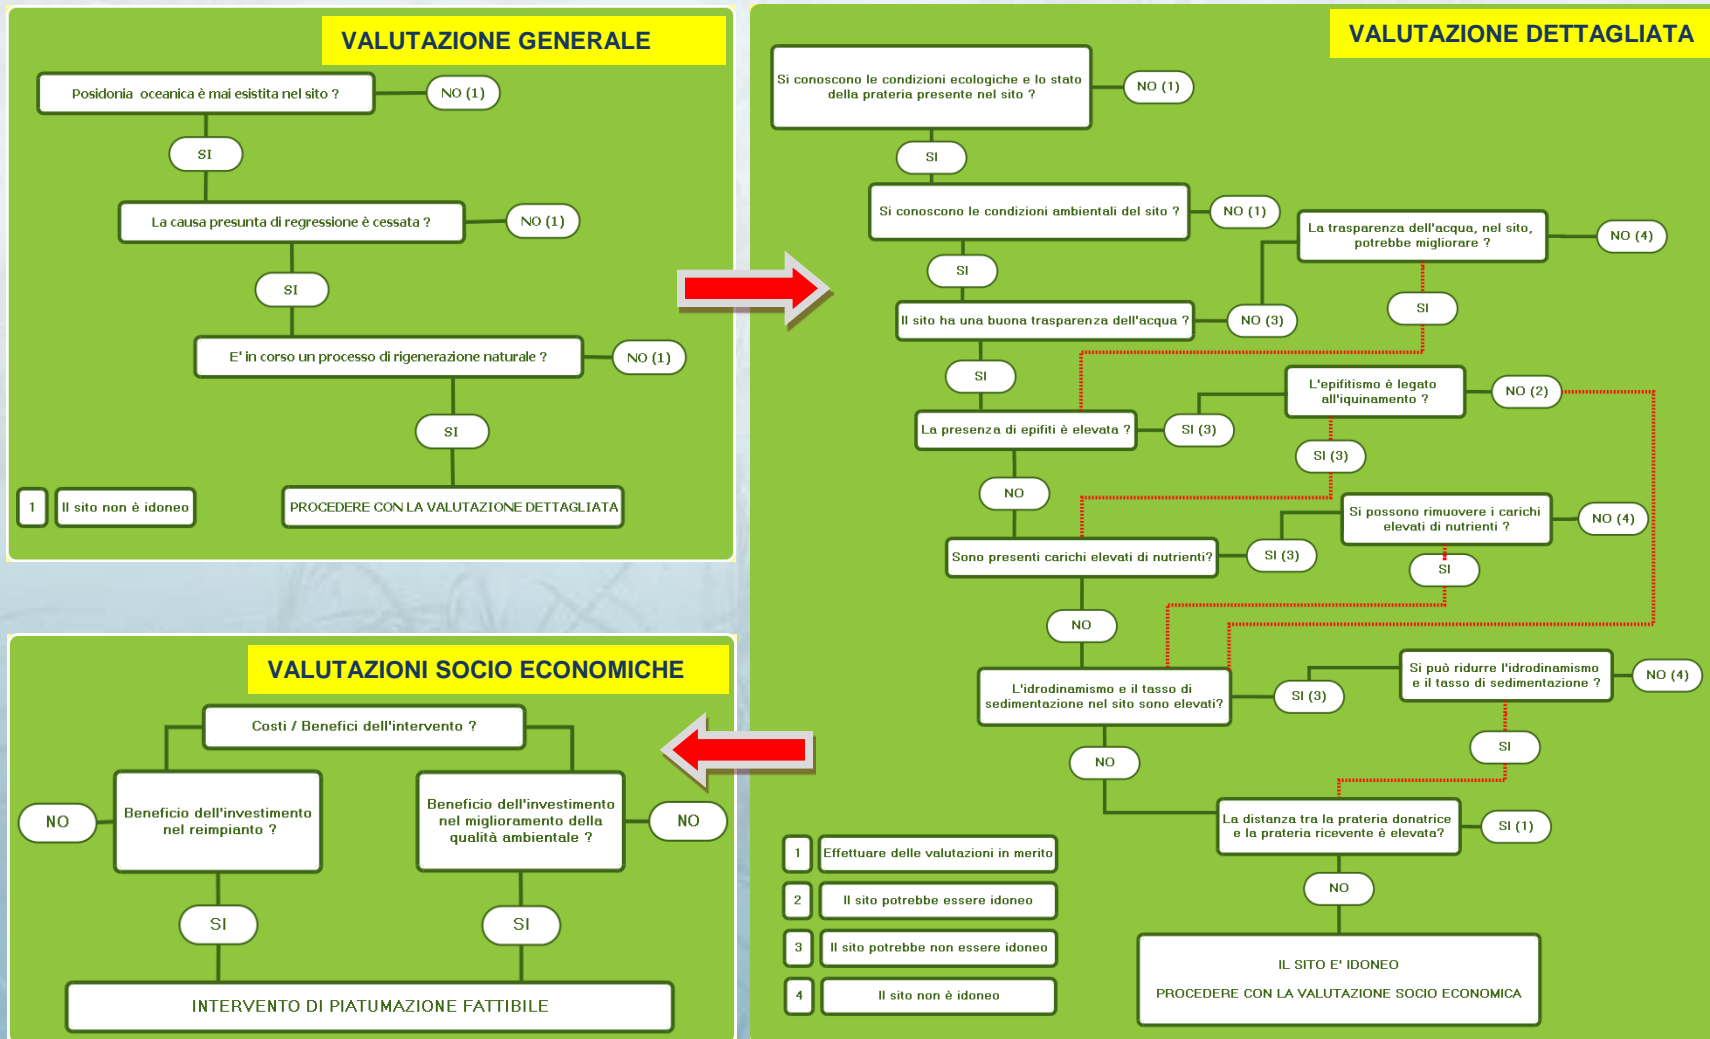 VALUTAZIONE GENERALE
Posidonia oceanica è mai esistita nel sito ?
NO (1)
SI
La causa presunta di regressione è cessata ?
NO (1)
SI
E' in corso un processo di rigenerazione naturale ?
NO (1)
SI
1
Il sito non è idoneo
PROCEDERE CON LA VALUTAZIONE DETTAGLIATA
VALUTAZIONE DETTAGLIATA
Si conoscono le condizioni ecologiche e lo stato
della prateria presente nel sito ?
NO (1)
SI
Si conoscono le condizioni ambientali del sito ?
NO (1)
La trasparenza dell'acqua, nel sito,
potrebbe migliorare ?
NO (4)
SI
SI
Il sito ha una buona trasparenza dell'acqua ?
NO (3)
SI
L'epifitismo è legato
all'iquinamento ?
NO (2)
La presenza di epifiti è elevata ?
SI (3)
SI (3)
NO
Si possono rimuovere i carichi
elevati di nutrienti ?
NO (4)
Sono presenti carichi elevati di nutrienti?
SI (3)
SI
NO
L'idrodinamismo e il tasso di
sedimentazione nel sito sono elevati?
SI (3)
Si può ridurre l'idrodinamismo
e il tasso di sedimentazione ?
NO (4)
SI
NO
La distanza tra la prateria donatrice
e la prateria ricevente è elevata?
SI (1)
NO
1
Effettuare delle valutazioni in merito
2
Il sito potrebbe essere idoneo
3
Il sito potrebbe non essere idoneo
4
Il sito non è idoneo
IL SITO E' IDONEO
PROCEDERE CON LA VALUTAZIONE SOCIO ECONOMICA
VALUTAZIONI SOCIO ECONOMICHE
Costi / Benefici dell'intervento ?
NO
Beneficio dell'investimento
nel reimpianto ?
Beneficio dell'investimento
nel miglioramento della
qualità ambientale ?
NO
SI
SI
INTERVENTO DI PIATUMAZIONE FATTIBILE